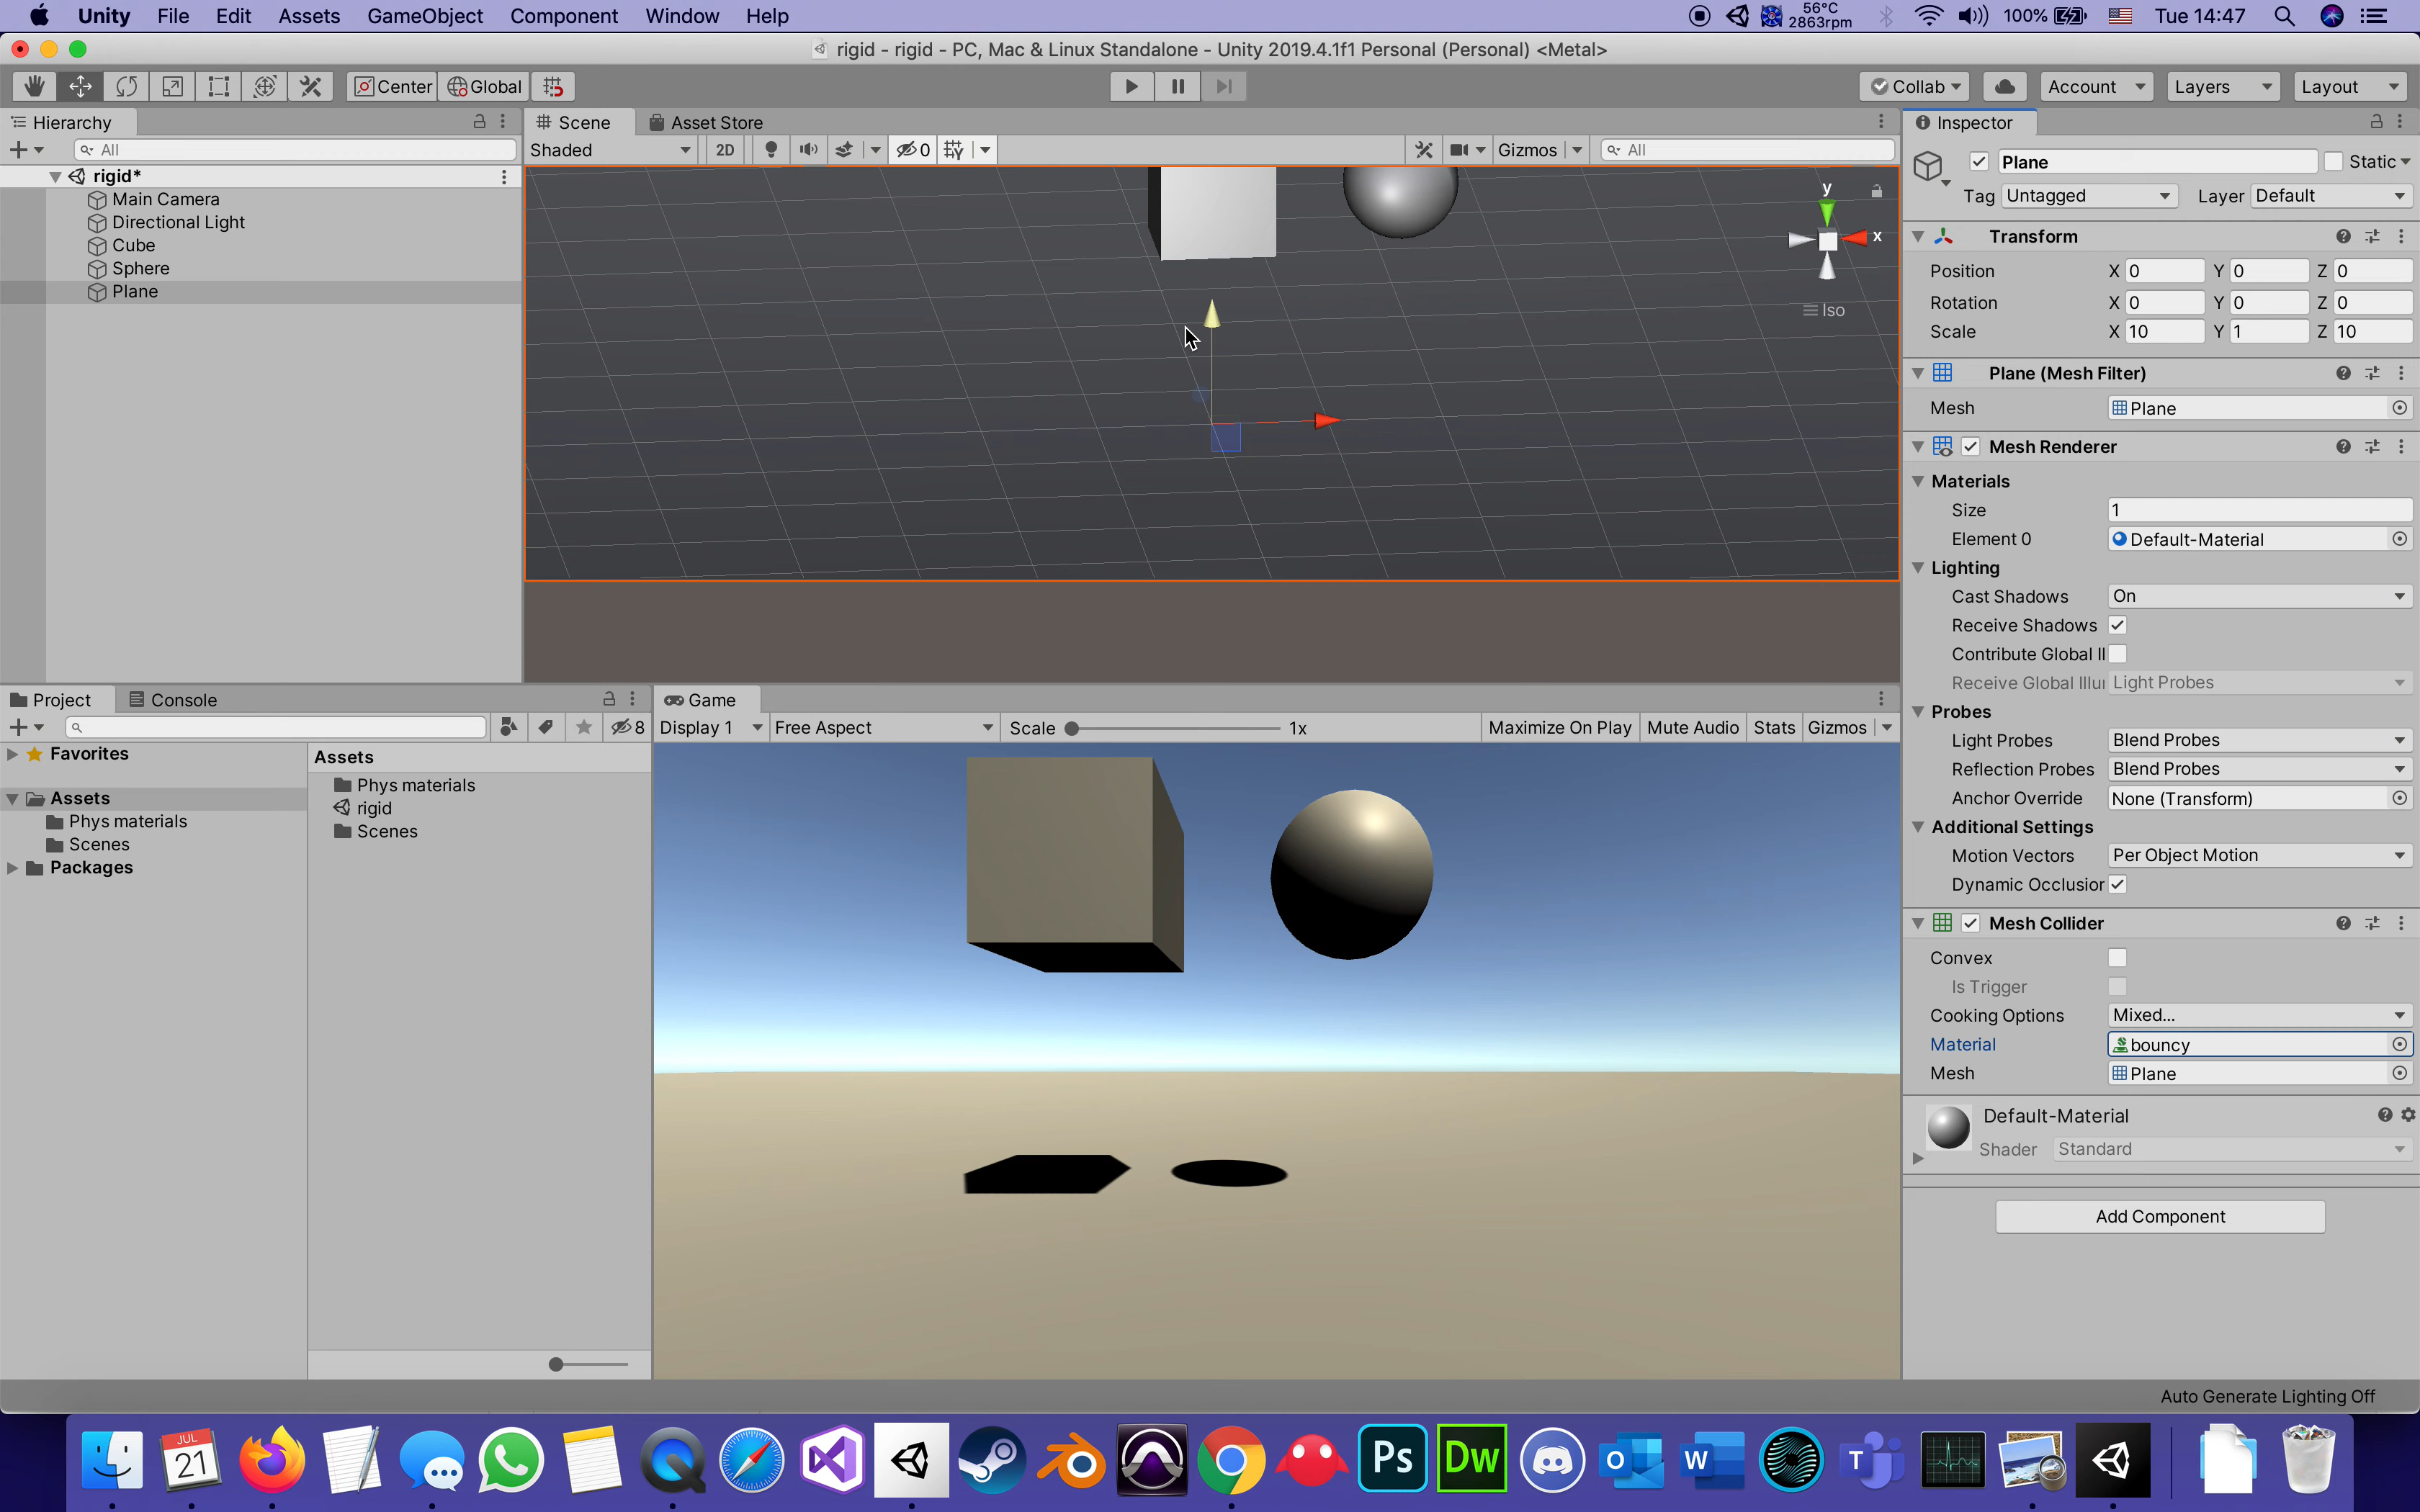 Unity File Edit Assets GameObject Component Window Help
56°C
2863rpm
100%
Tue 14:47
rigid - rigid - PC, Mac & Linux Standalone - Unity 2019.4.1f1 Personal (Personal) <Metal>
Center Global
Collab Account Layers Layout
Hierarchy
All
rigid*
Main Camera
Directional Light
Cube
Sphere
Plane
Scene Asset Store
Shaded 2D 0 Gizmos All
y
x
Iso
Inspector
Plane Static
Tag Untagged Layer Default
Transform
Position X 0 Y 0 Z 0
Rotation X 0 Y 0 Z 0
Scale X 10 Y 1 Z 10
Plane (Mesh Filter)
Mesh Plane
Mesh Renderer
Materials
Size 1
Element 0 Default-Material
Lighting
Cast Shadows On
Receive Shadows
Contribute Global Il
Receive Global Illu Light Probes
Probes
Light Probes Blend Probes
Reflection Probes Blend Probes
Anchor Override None (Transform)
Additional Settings
Motion Vectors Per Object Motion
Dynamic Occlusior
Mesh Collider
Convex
Is Trigger
Cooking Options Mixed...
Material bouncy
Mesh Plane
Default-Material
Shader Standard
Add Component
Project Console
8
Favorites
Assets
Phys materials
Scenes
Packages
Assets
Phys materials
rigid
Scenes
Game
Display 1 Free Aspect Scale 1x Maximize On Play Mute Audio Stats Gizmos
Auto Generate Lighting Off
JUL
21
Ps
Dw
O
W
T